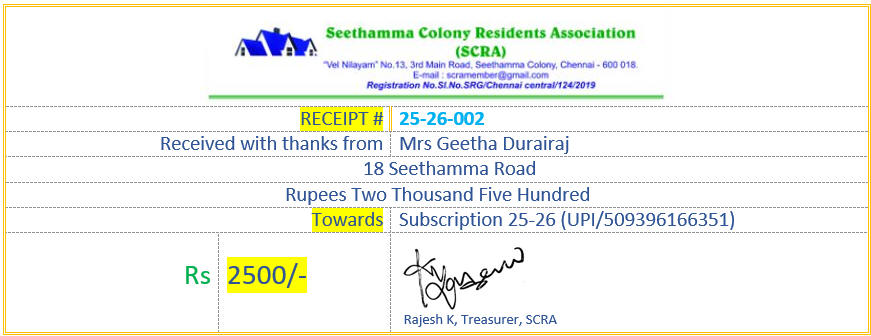 Seethamma Colony Residents Association
(SCRA)
"Vel Nilayam" No.13, 3rd Main Road, Seethamma Colony, Chennai - 600 018.
E-mail : scramember@gmail.com
Registration No.Sl.No.SRG/Chennai central/124/2019
RECEIPT # 25-26-002
Received with thanks from Mrs Geetha Durairaj
18 Seethamma Road
Rupees Two Thousand Five Hundred
Towards Subscription 25-26 (UPI/509396166351)
Rs 2500/-
Rajesh K, Treasurer, SCRA